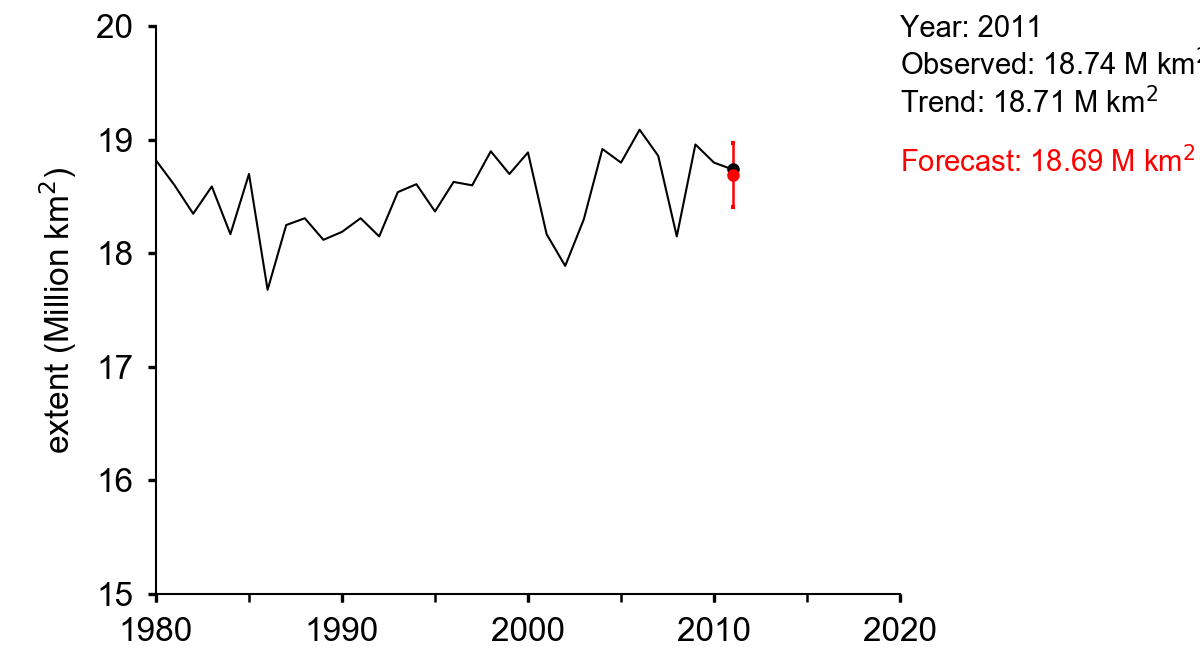 20
19
18
17
16
15
extent (Million km²)
1980
1990
2000
2010
2020
Year: 2011
Observed: 18.74 M km²
Trend: 18.71 M km²
Forecast: 18.69 M km²